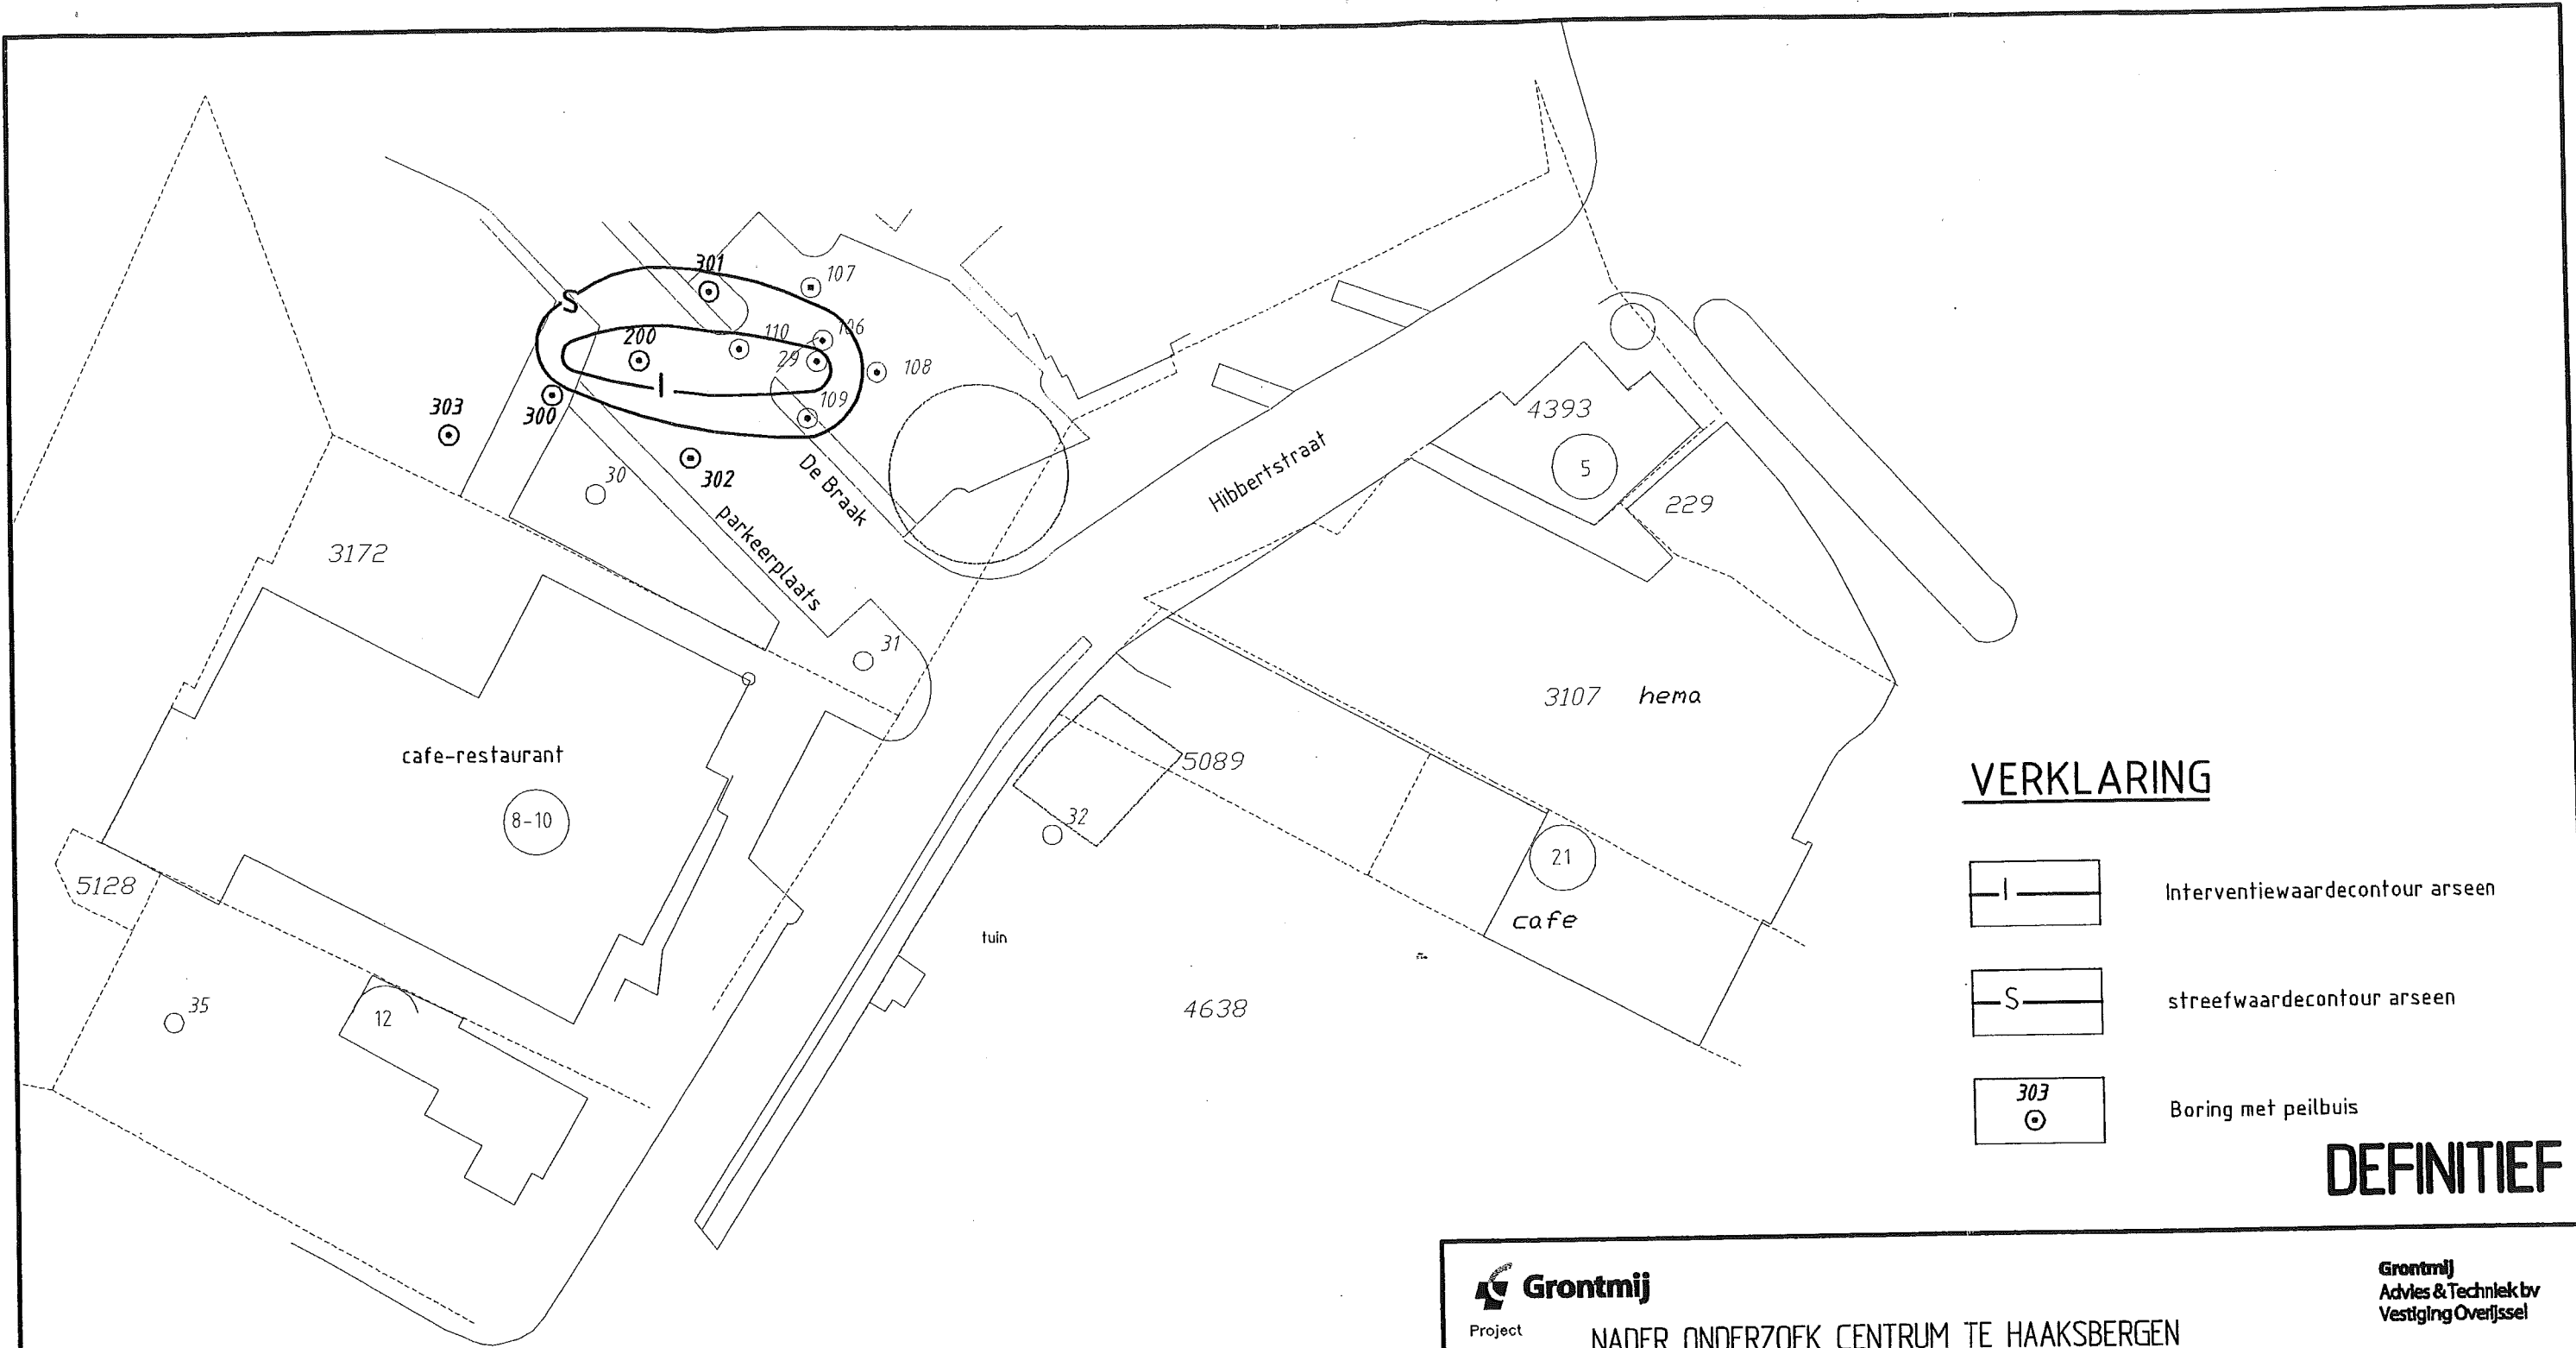 301
107
S
106
110
200
29
108
I
109
300
303
302
30
De Braak
parkeerplaats
Hibbertstraat
4393
5
229
3172
31
3107 hema
cafe-restaurant
8-10
5089
32
21
cafe
5128
tuin
4638
35
12
VERKLARING
I
Interventiewaardecontour arseen
S
streefwaardecontour arseen
303
Boring met peilbuis
DEFINITIEF
Grontmij
Grontmij
Advies & Techniek bv
Vestiging Overijssel
Project
NADER ONDERZOEK CENTRUM TE HAAKSBERGEN